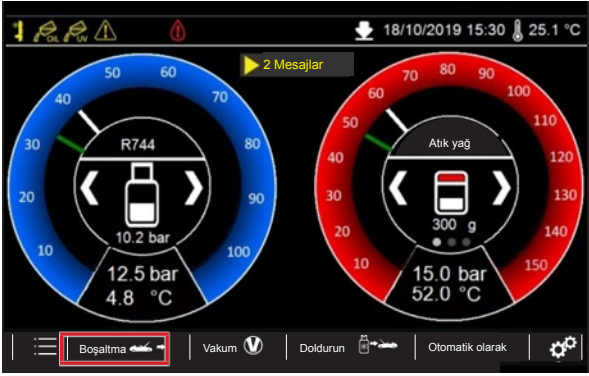 OIL UV 18/10/2019 15:30 25.1 °C
2 Mesajlar
10 20 30 40 50 60 70 80 90 100
R744
10.2 bar
12.5 bar
4.8 °C
10 20 30 40 50 60 70 80 90 100 110 120 130 140 150
Atık yağ
300 g
15.0 bar
52.0 °C
Boşaltma Vakum V Doldurun Otomatik olarak